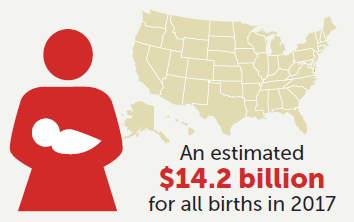 An estimated
$14.2 billion
for all births in 2017